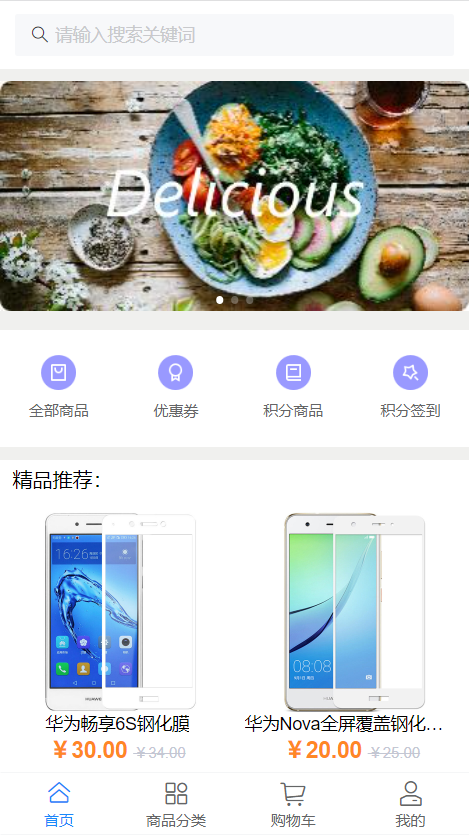 请输入搜索关键词
Delicious
全部商品 优惠券 积分商品 积分签到
精品推荐：
16:26
08:08
HUAWEI
华为畅享6S钢化膜 华为Nova全屏覆盖钢化...
￥30.00 ￥34.00 ￥20.00 ￥25.00
首页 商品分类 购物车 我的